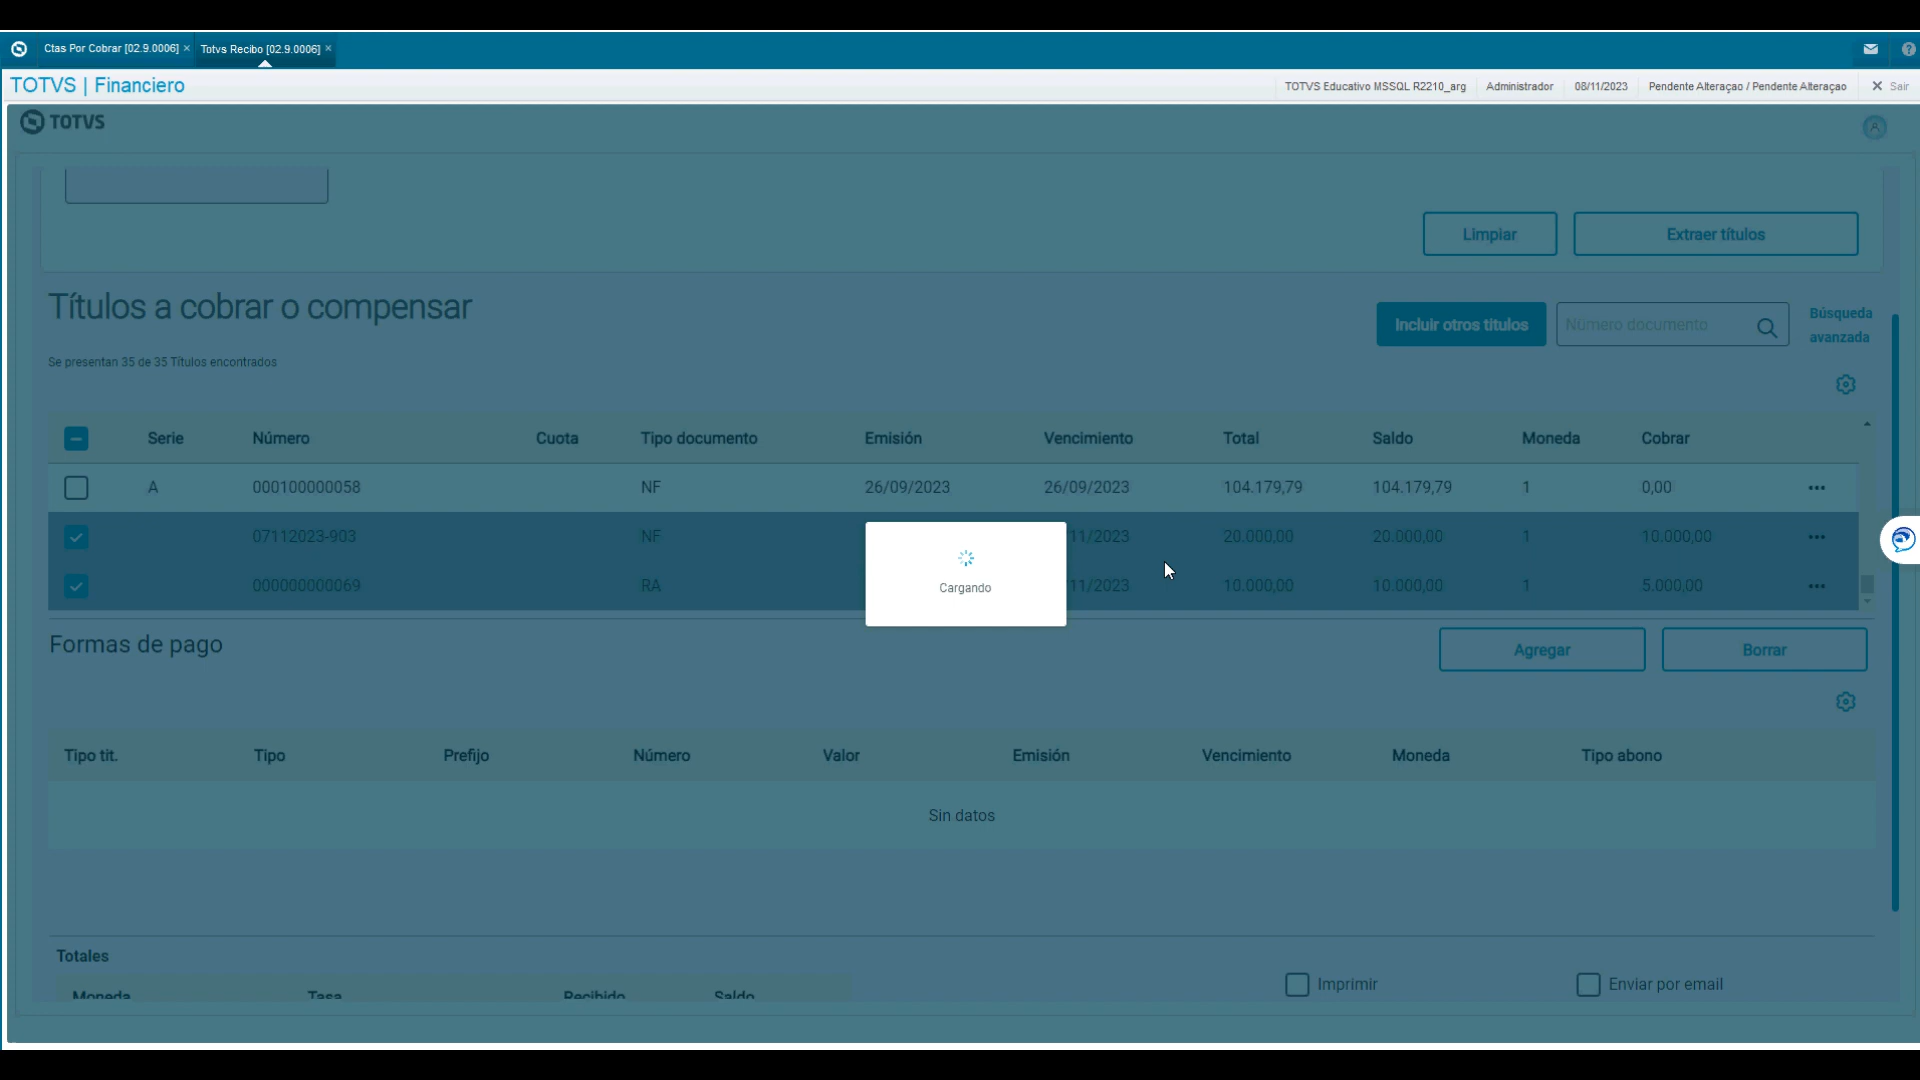 Ctas Por Cobrar [02.9.0006] × Totvs Recibo [02.9.0006] ×
TOTVS | Financiero TOTVS Educativo MSSQL R2210_arg Administrador 08/11/2023 Pendente Alteraçao / Pendente Alteraçao Sair
TOTVS
Limpiar Extraer títulos
Títulos a cobrar o compensar
Incluir otros titulos Número documento Búsqueda
avanzada
Se presentan 35 de 35 Títulos encontrados
Serie Número Cuota Tipo documento Emisión Vencimiento Total Saldo Moneda Cobrar
A 000100000058 NF 26/09/2023 26/09/2023 104.179,79 104.179,79 1 0,00 •••
07112023-903 NF 11/2023 20.000,00 20.000,00 1 10.000,00 •••
000000000069 RA 11/2023 10.000,00 10.000,00 1 5.000,00 •••
Cargando
Formas de pago Agregar Borrar
Tipo tit. Tipo Prefijo Número Valor Emisión Vencimiento Moneda Tipo abono
Sin datos
Totales
Moneda Tasa Recibido Saldo
Imprimir Enviar por email